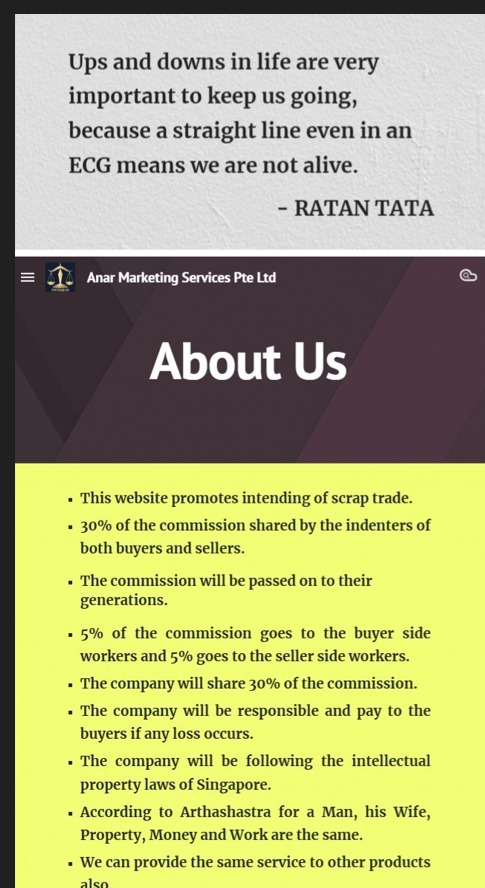 Ups and downs in life are very
important to keep us going,
because a straight line even in an
ECG means we are not alive.
– RATAN TATA
Anar Marketing Services Pte Ltd
About Us
▪ This website promotes intending of scrap trade.
▪ 30% of the commission shared by the indenters of
both buyers and sellers.
▪ The commission will be passed on to their
generations.
▪ 5% of the commission goes to the buyer side
workers and 5% goes to the seller side workers.
▪ The company will share 30% of the commission.
▪ The company will be responsible and pay to the
buyers if any loss occurs.
▪ The company will be following the intellectual
property laws of Singapore.
▪ According to Arthashastra for a Man, his Wife,
Property, Money and Work are the same.
▪ We can provide the same service to other products
also